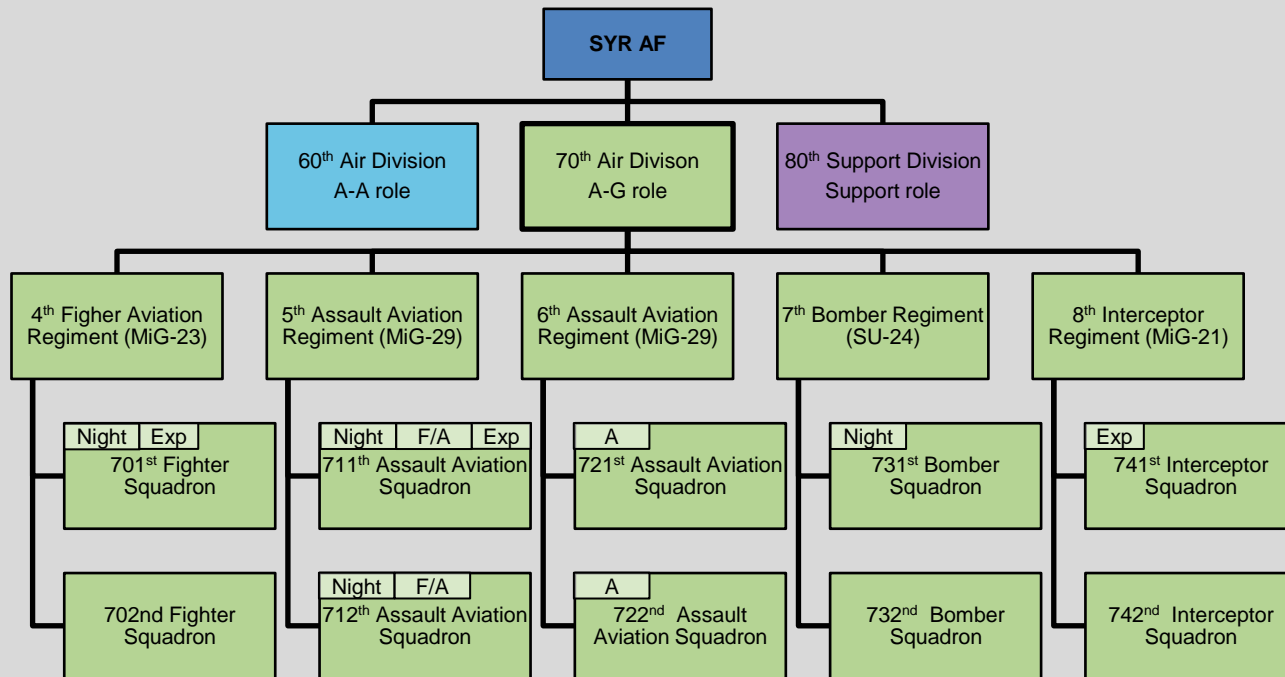 SYR AF
60th Air Division
A-A role
70th Air Divison
A-G role
80th Support Division
Support role
4th Figher Aviation
Regiment (MiG-23)
5th Assault Aviation
Regiment (MiG-29)
6th Assault Aviation
Regiment (MiG-29)
7th Bomber Regiment
(SU-24)
8th Interceptor
Regiment (MiG-21)
Night Exp
701st Fighter
Squadron
Night F/A Exp
711th Assault Aviation
Squadron
A
721st Assault Aviation
Squadron
Night
731st Bomber
Squadron
Exp
741st Interceptor
Squadron
702nd Fighter
Squadron
Night F/A
712th Assault Aviation
Squadron
A
722nd Assault
Aviation Squadron
732nd Bomber
Squadron
742nd Interceptor
Squadron